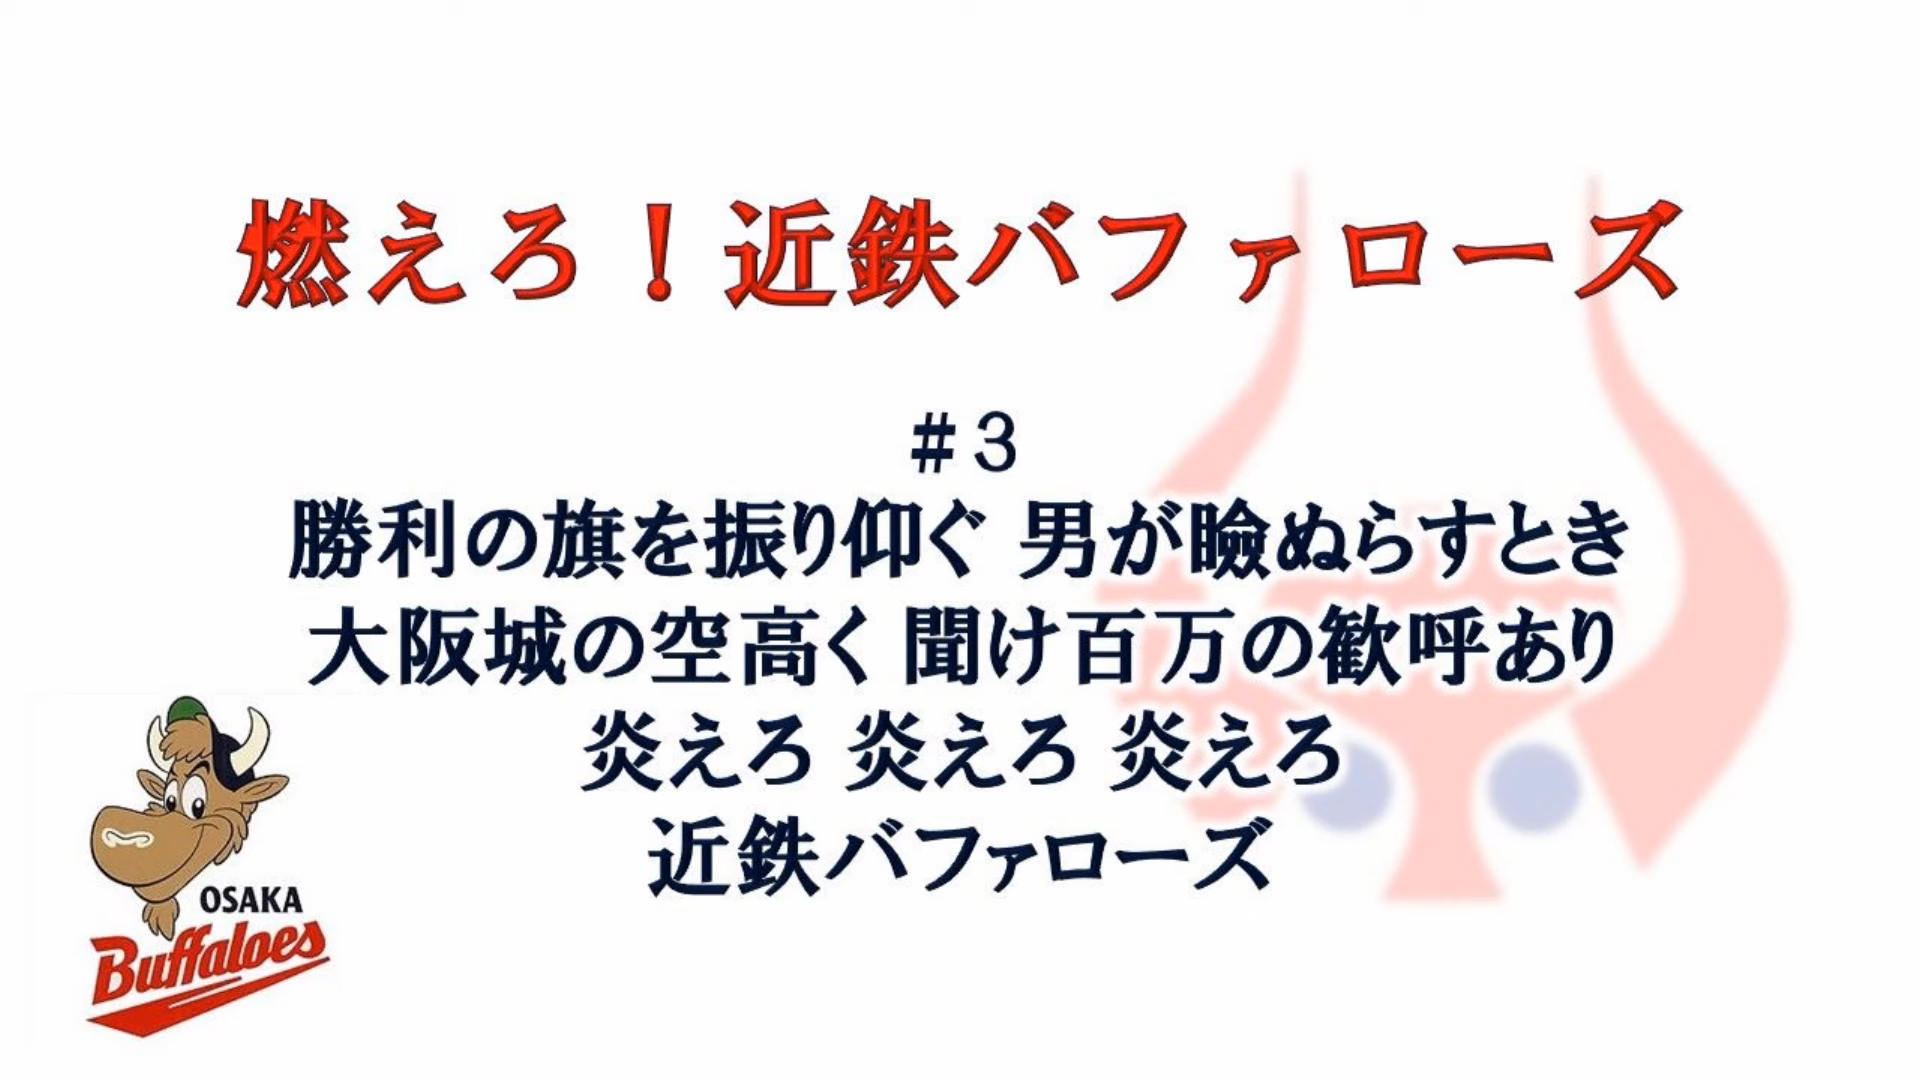 燃えろ！近鉄バファローズ
＃３
勝利の旗を振り仰ぐ 男が瞼ぬらすとき
大阪城の空高く 聞け百万の歓呼あり
炎えろ 炎えろ 炎えろ
近鉄バファローズ
OSAKA
Buffaloes